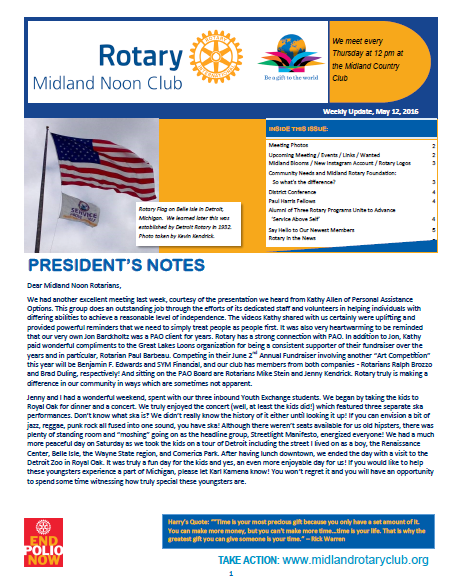 Rotary
Midland Noon Club
Be a gift to the world
We meet every
Thursday at 12 pm at
the Midland Country
Club
Weekly Update, May 12, 2016
INSIDE THIS ISSUE:
Meeting Photos 2
Upcoming Meeting / Events / Links / Wanted 2
Midland Blooms / New Instagram Account / Rotary Logos 3
Community Needs and Midland Rotary Foundation:
So what's the difference? 3
District Conference 4
Paul Harris Fellows 4
Alumni of Three Rotary Programs Unite to Advance
'Service Above Self' 4
Say Hello to Our Newest Members 5
Rotary in the News
SERVICE
Rotary Flag on Belle Isle in Detroit,
Michigan. We learned later this was
established by Detroit Rotary in 1932.
Photo taken by Kevin Kendrick.
PRESIDENT'S NOTES
Dear Midland Noon Rotarians,
We had another excellent meeting last week, courtesy of the presentation we heard from Kathy Allen of Personal Assistance
Options. This group does an outstanding job through the efforts of its dedicated staff and volunteers in helping individuals with
differing abilities to achieve a reasonable level of independence. The videos Kathy shared with us certainly were uplifting and
provided powerful reminders that we need to simply treat people as people first. It was also very heartwarming to be reminded
that our very own Jon Barckholtz was a PAO client for years. Rotary has a strong connection with PAO. In addition to Jon, Kathy
paid wonderful compliments to the Great Lakes Loons organization for being a consistent supporter of their fundraiser over the
years and in particular, Rotarian Paul Barbeau. Competing in their June 2nd Annual Fundraiser involving another "Art Competition"
this year will be Benjamin F. Edwards and SYM Financial, and our club has members from both companies - Rotarians Ralph Brozzo
and Brad DuRung, respectively! And sitting on the PAO Board are Rotarians Mike Stein and Jenny Kendrick. Rotary truly is making a
difference in our community in ways which are sometimes not apparent.
Jenny and I had a wonderful weekend, spent with our three inbound Youth Exchange students. We began by taking the kids to
Royal Oak for dinner and a concert. We truly enjoyed the concert (well, at least the kids did!) which featured three separate ska
performances. Don't know what ska is? We didn't really know the history of it either until looking it up! If you can envision a bit of
jazz, reggae, punk rock all fused into one sound, you have ska! Although there weren't seats available for us old hipsters, there was
plenty of standing room and "moshing" going on as the headline group, Streetlight Manifesto, energized everyone! We had a much
more peaceful day on Saturday as we took the kids on a tour of Detroit including the street I lived on as a boy, the Renaissance
Center, Belle Isle, the Wayne State region, and Comerica Park. After having lunch downtown, we ended the day with a visit to the
Detroit Zoo in Royal Oak. It was truly a fun day for the kids and yes, an even more enjoyable day for us! If you would like to help
these youngsters experience a part of Michigan, please let Karl Kamena know! You won't regret it and you will have an opportunity
to spend some time witnessing how truly special these youngsters are.
END
POLIO
NOW
Harry's Quote: ""Time is your most precious gift because you only have a set amount of it.
You can make more money, but you can't make more time...time is your life. That is why the
greatest gift you can give someone is your time." – Rick Warren
TAKE ACTION: www.midlandrotaryclub.org
1